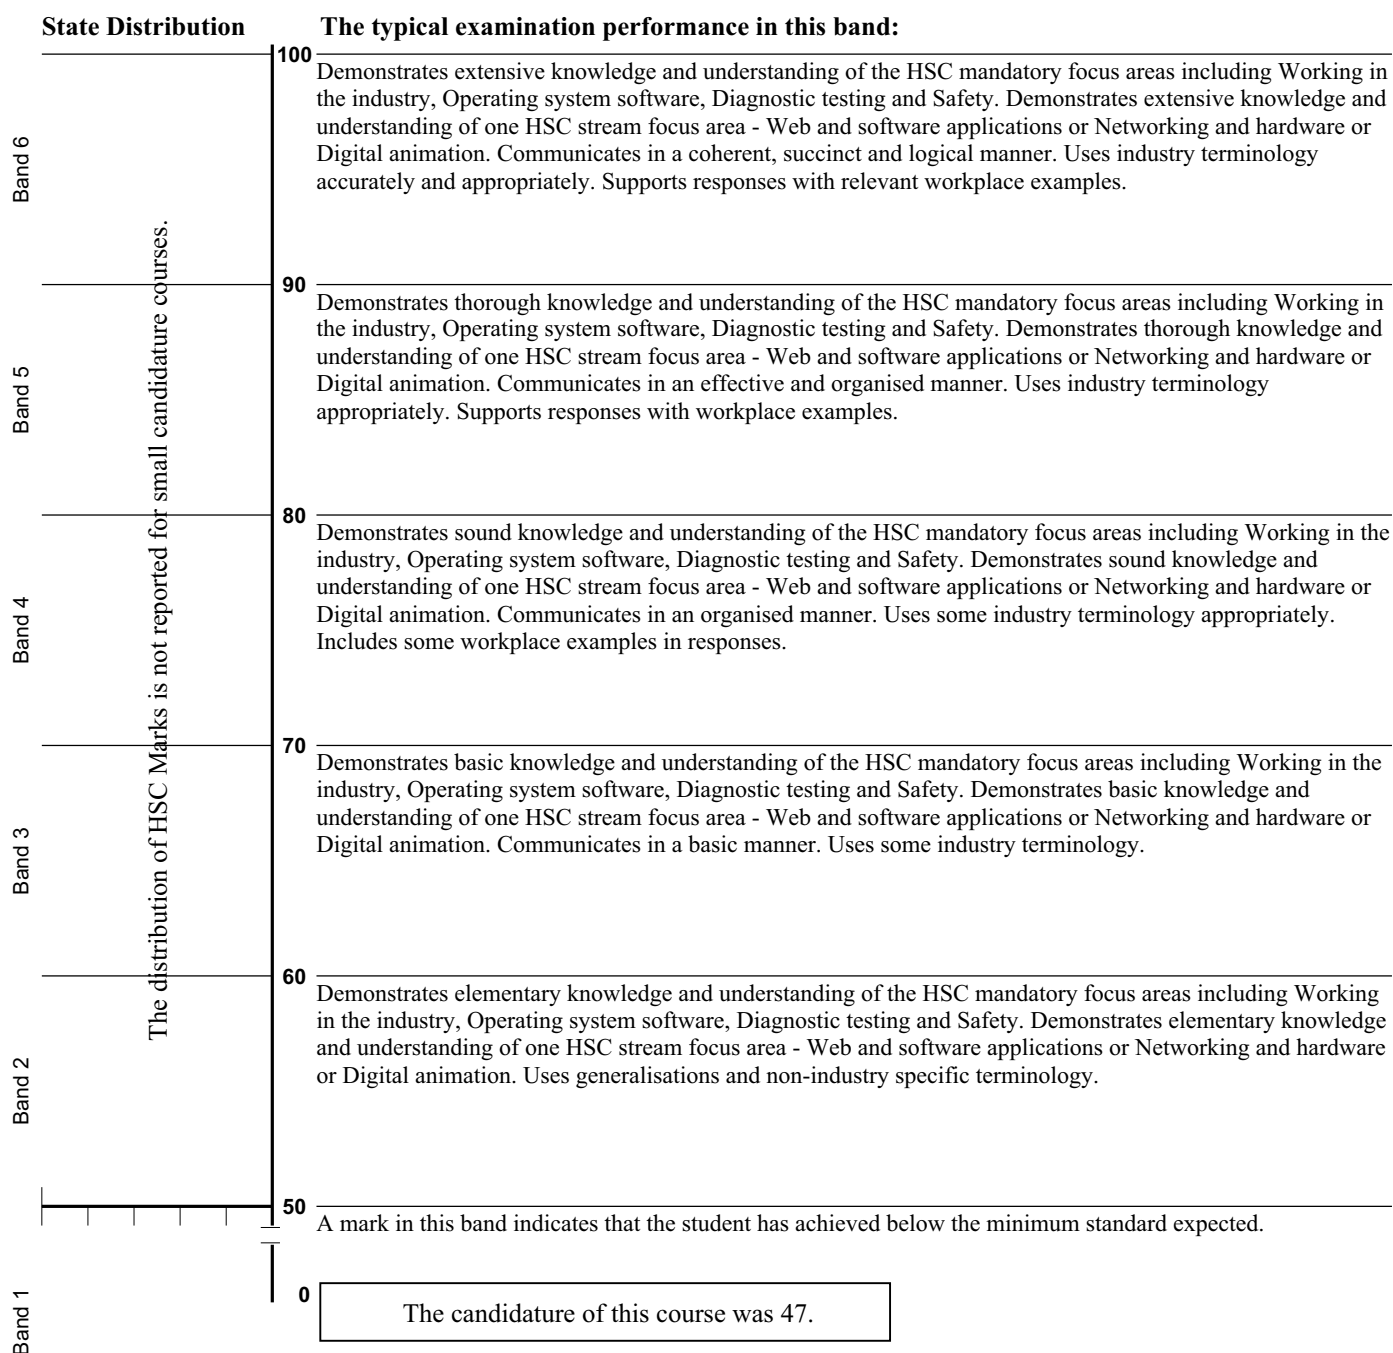 State Distribution
The typical examination performance in this band:
100
Band 6
Demonstrates extensive knowledge and understanding of the HSC mandatory focus areas including Working in
the industry, Operating system software, Diagnostic testing and Safety. Demonstrates extensive knowledge and
understanding of one HSC stream focus area - Web and software applications or Networking and hardware or
Digital animation. Communicates in a coherent, succinct and logical manner. Uses industry terminology
accurately and appropriately. Supports responses with relevant workplace examples.
The distribution of HSC Marks is not reported for small candidature courses.
90
Band 5
Demonstrates thorough knowledge and understanding of the HSC mandatory focus areas including Working in
the industry, Operating system software, Diagnostic testing and Safety. Demonstrates thorough knowledge and
understanding of one HSC stream focus area - Web and software applications or Networking and hardware or
Digital animation. Communicates in an effective and organised manner. Uses industry terminology
appropriately. Supports responses with workplace examples.
80
Band 4
Demonstrates sound knowledge and understanding of the HSC mandatory focus areas including Working in the
industry, Operating system software, Diagnostic testing and Safety. Demonstrates sound knowledge and
understanding of one HSC stream focus area - Web and software applications or Networking and hardware or
Digital animation. Communicates in an organised manner. Uses some industry terminology appropriately.
Includes some workplace examples in responses.
70
Band 3
Demonstrates basic knowledge and understanding of the HSC mandatory focus areas including Working in the
industry, Operating system software, Diagnostic testing and Safety. Demonstrates basic knowledge and
understanding of one HSC stream focus area - Web and software applications or Networking and hardware or
Digital animation. Communicates in a basic manner. Uses some industry terminology.
60
Band 2
Demonstrates elementary knowledge and understanding of the HSC mandatory focus areas including Working
in the industry, Operating system software, Diagnostic testing and Safety. Demonstrates elementary knowledge
and understanding of one HSC stream focus area - Web and software applications or Networking and hardware
or Digital animation. Uses generalisations and non-industry specific terminology.
50
A mark in this band indicates that the student has achieved below the minimum standard expected.
0
Band 1
The candidature of this course was 47.